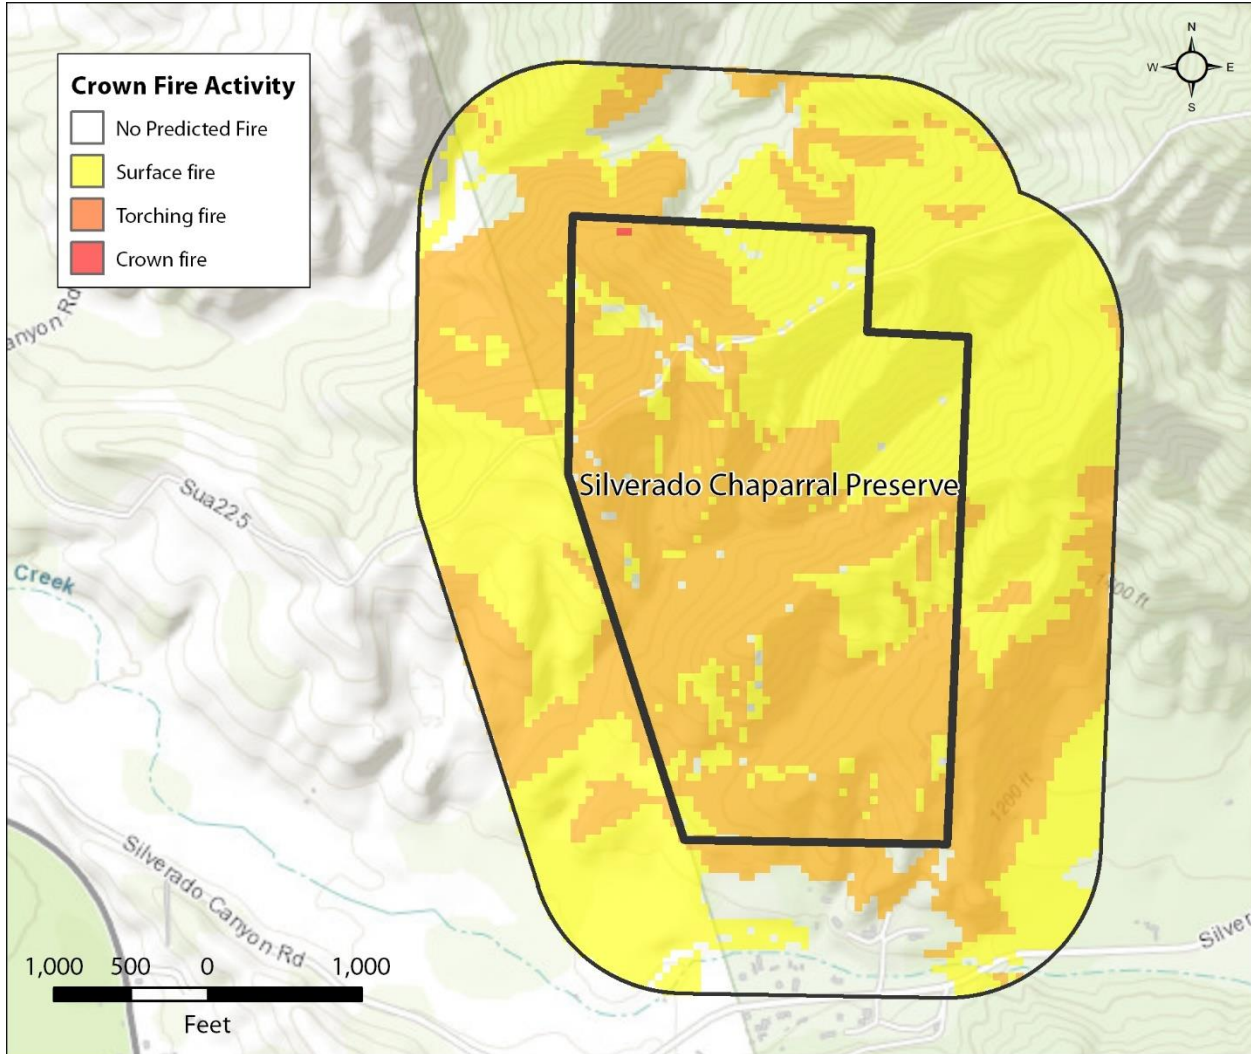 Crown Fire Activity
No Predicted Fire
Surface fire
Torching fire
Crown fire
N
W E
S
anyon Rd
Sua225
Creek
Silverado Chaparral Preserve
1200 ft
Silverado Canyon Rd
Silver
1,000 500 0 1,000
Feet